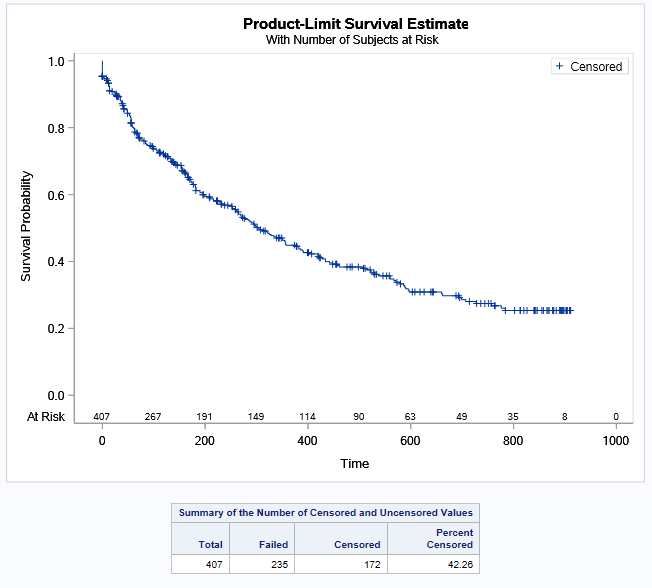 Product-Limit Survival Estimate
With Number of Subjects at Risk
+ Censored
1.0
0.8
0.6
0.4
0.2
0.0
Survival Probability
At Risk 407 267 191 149 114 90 63 49 35 8 0
0 200 400 600 800 1000
Time
Summary of the Number of Censored and Uncensored Values
Total Failed Censored Percent Censored
407 235 172 42.26